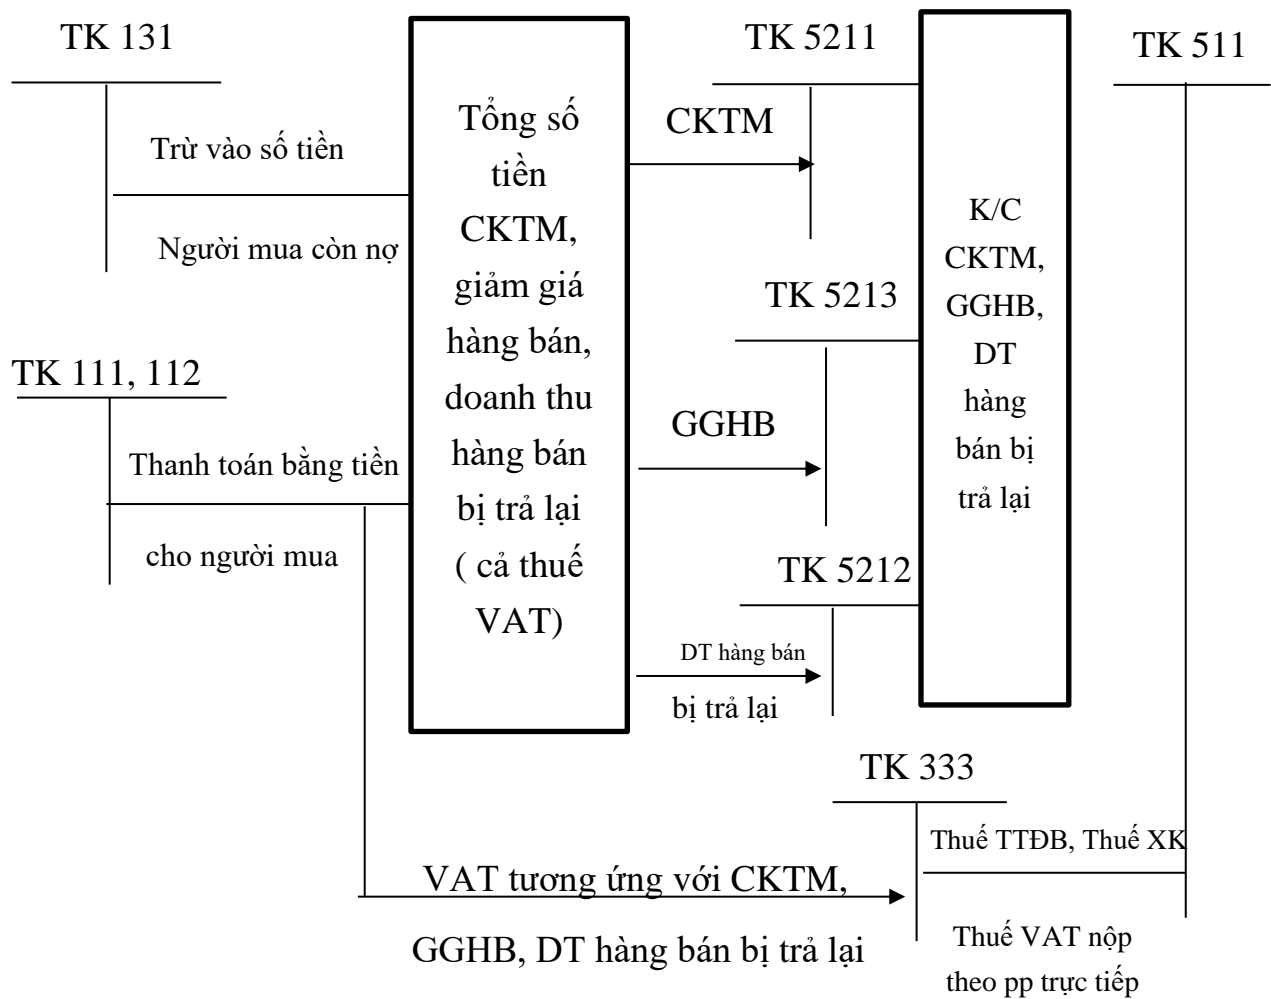 TK 131
Trừ vào số tiền
Người mua còn nợ
TK 111, 112
Thanh toán bằng tiền
cho người mua
Tổng số
tiền
CKTM,
giảm giá
hàng bán,
doanh thu
hàng bán
bị trả lại
( cả thuế
VAT)
TK 5211
CKTM
TK 5213
GGHB
TK 5212
DT hàng bán
bị trả lại
K/C
CKTM,
GGHB,
DT
hàng
bán bị
trả lại
TK 511
TK 333
Thuế TTĐB, Thuế XK
Thuế VAT nộp
theo pp trực tiếp
VAT tương ứng với CKTM,
GGHB, DT hàng bán bị trả lại